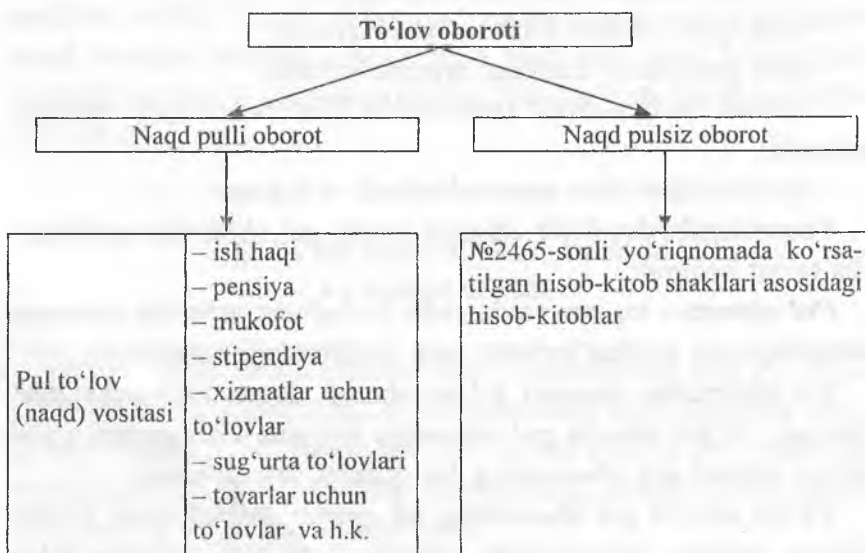 To‘lov oboroti
Naqd pulli oborot
Naqd pulsiz oborot
Pul to‘lov
(naqd) vositasi
– ish haqi
– pensiya
– mukofot
– stipendiya
– xizmatlar uchun
to‘lovlar
– sug‘urta to‘lovlari
– tovarlar uchun
to‘lovlar va h.k.
№2465-sonli yo‘riqnomada ko‘rsa-
tilgan hisob-kitob shakllari asosidagi
hisob-kitoblar